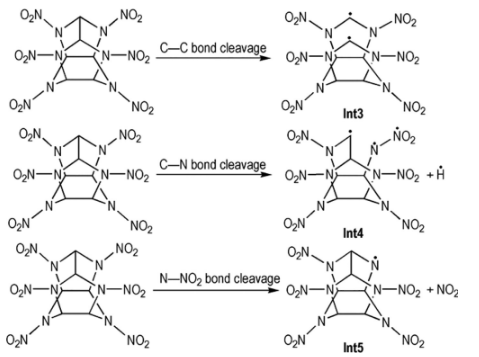 O₂N NO₂ O₂N NO₂
N N N N
O₂N—N N—NO₂ C—C bond cleavage O₂N—N N—NO₂
N N N N
O₂N NO₂ O₂N NO₂
Int3
O₂N NO₂ O₂N NO₂
N N N N
O₂N—N N—NO₂ C—N bond cleavage O₂N—N N—NO₂ + H
N N N N
O₂N NO₂ O₂N NO₂
Int4
O₂N NO₂ O₂N
N N N N
O₂N—N N—NO₂ N—NO₂ bond cleavage O₂N—N N—NO₂ + NO₂
N N N N
O₂N NO₂ O₂N NO₂
Int5